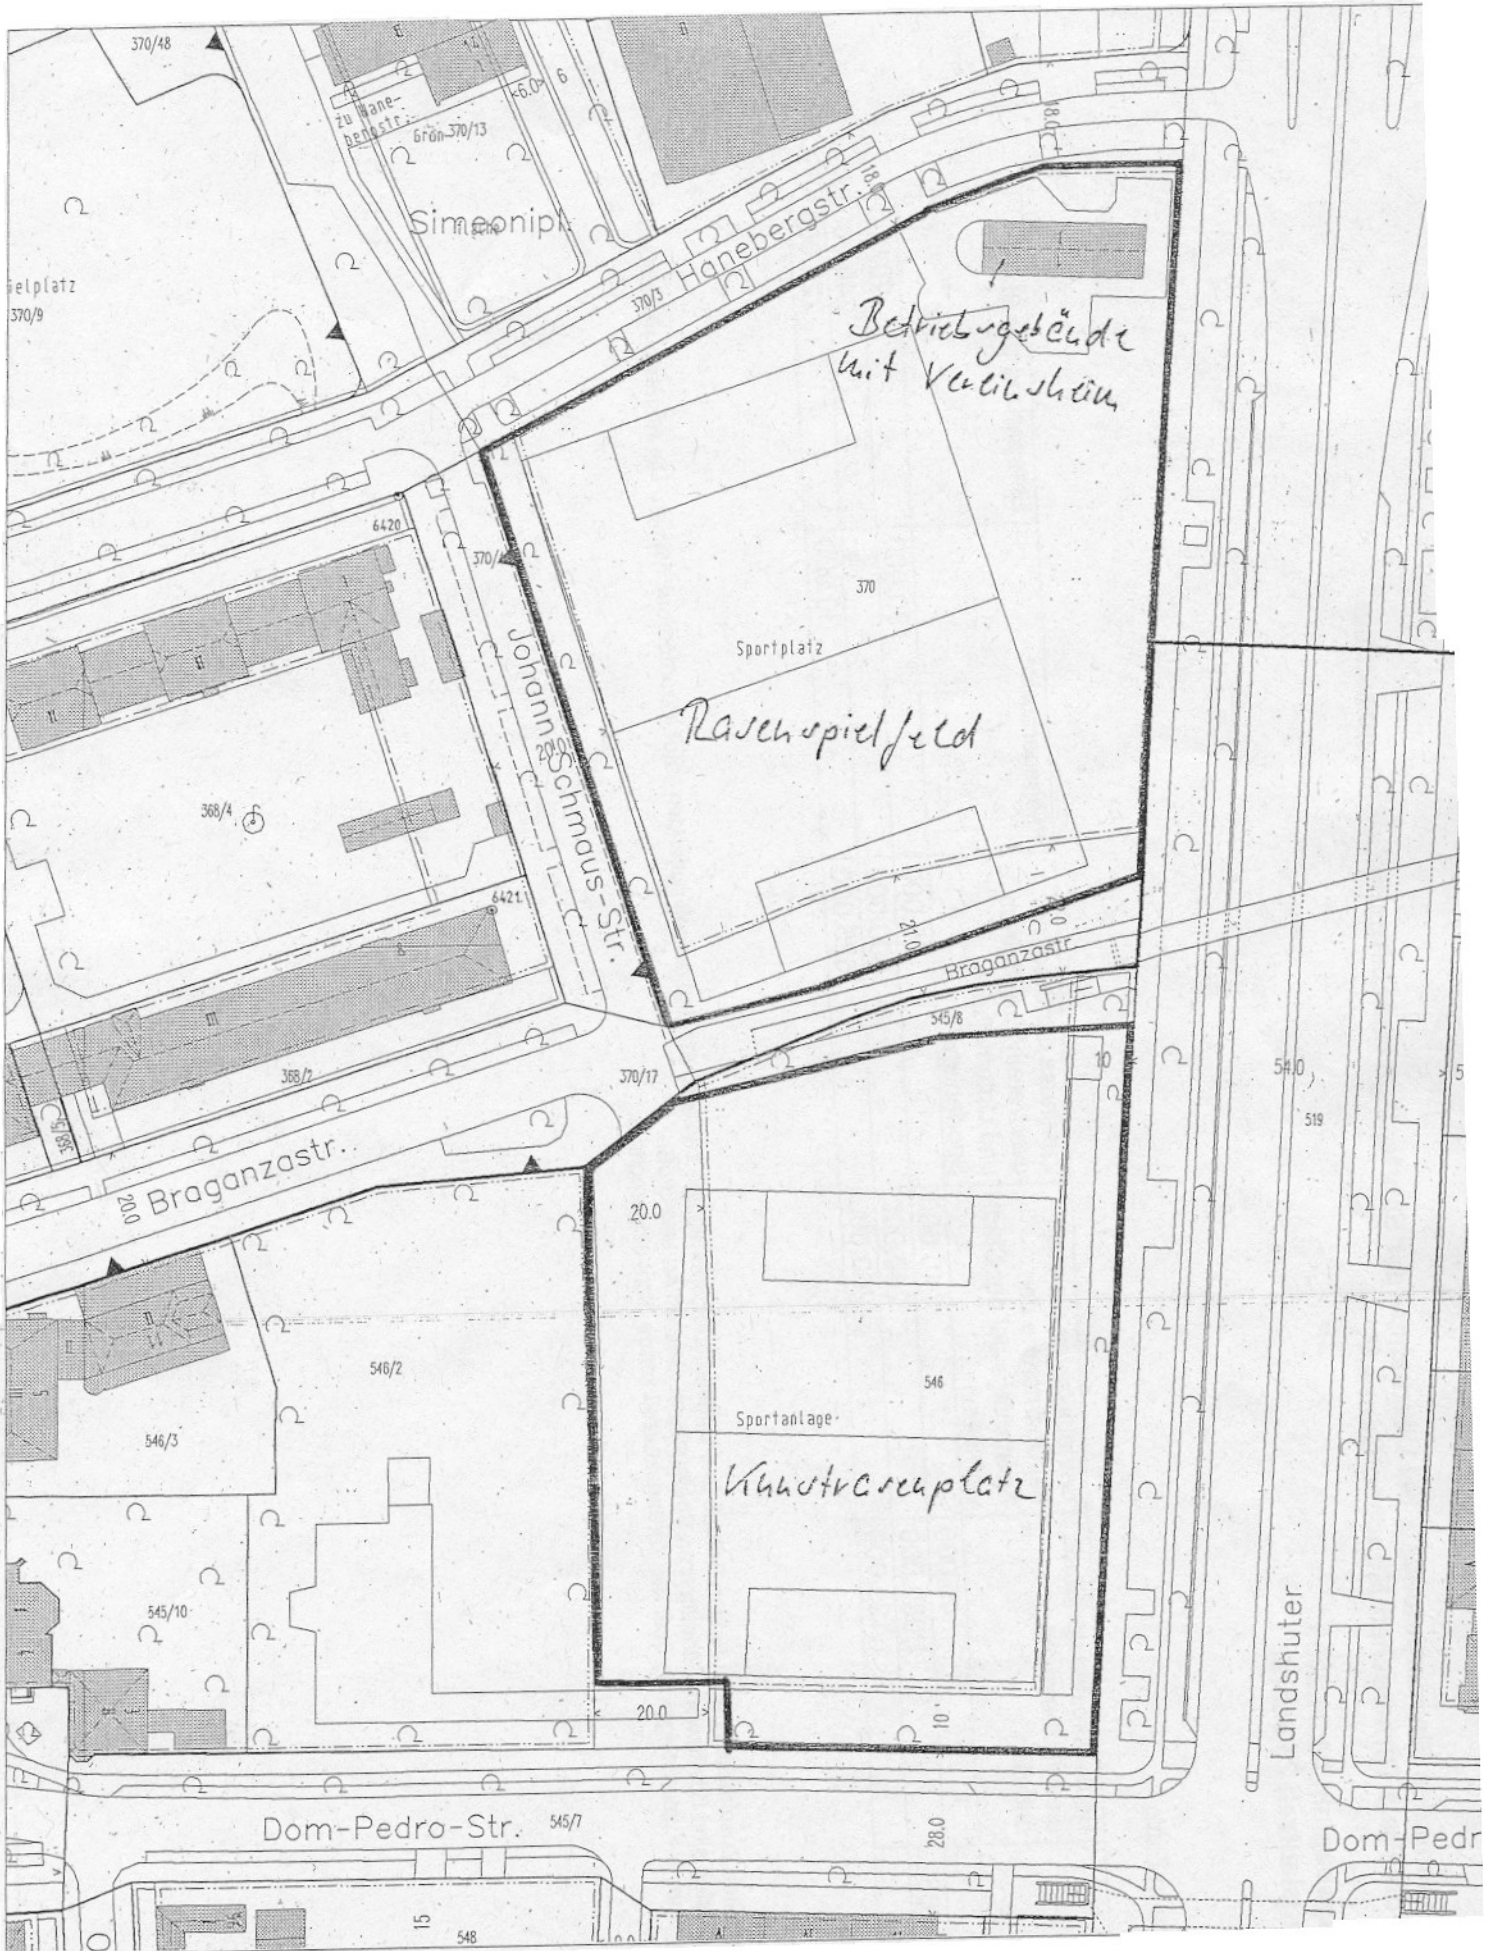 370/48
zu Hane-
bergstr.
Grün
370/13
<6.0>
6
18.0
Simeonipl.
Hanebergstr.
370/3
18.0
ielplatz
370/9
Betriebsgebäude
mit Vereinsheim
6420
370/4
370
Sportplatz
Johann-Schmaus-Str.
20.0
Rasenspielfeld
368/4
6421
21.0
Braganzastr.
545/8
370/17
368/2
10
54.0
5
519
Braganzastr.
20.0
20.0
546/2
546
Sportanlage
546/3
Kunstrasenplatz
545/10
20.0
10
Landshuter
Dom-Pedro-Str.
545/7
28.0
Dom-Pedr
15
548